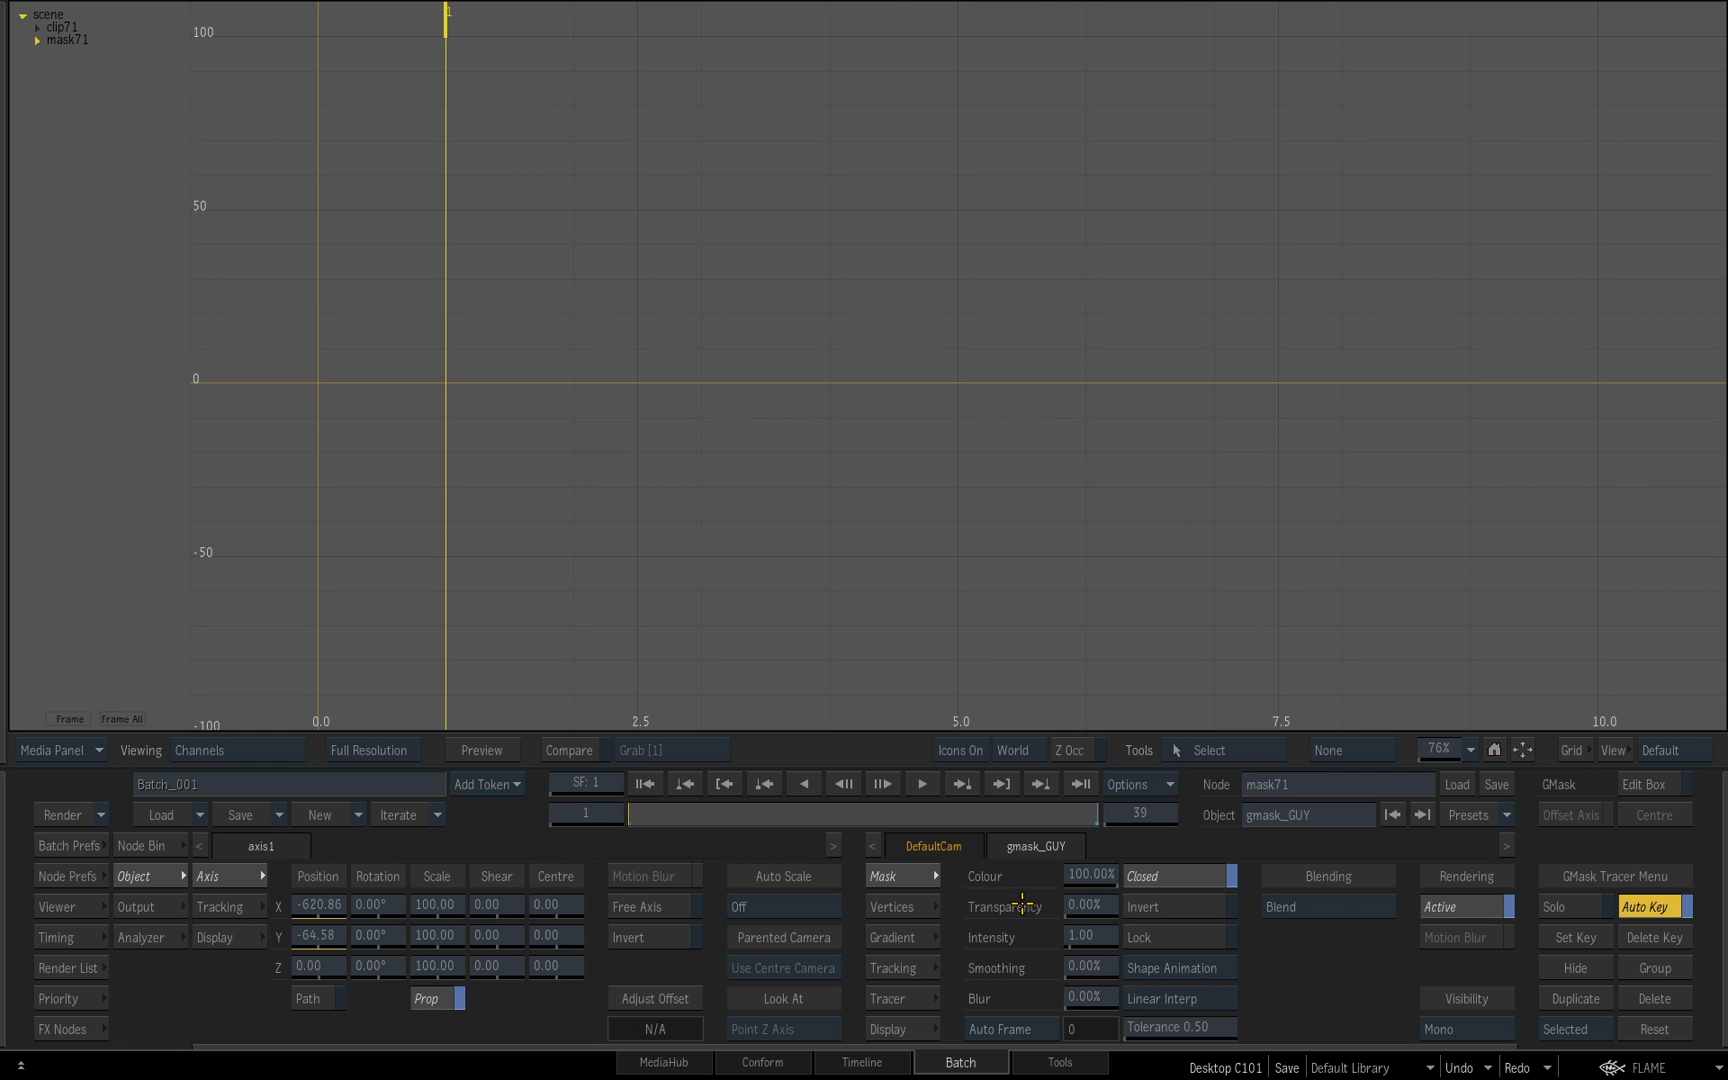 scene
clip71
mask71
1
100
50
0
-50
-100
0.0 2.5 5.0 7.5 10.0
Frame Frame All
Media Panel Viewing Channels Full Resolution Preview Compare Grab [1] Icons On World Z Occ Tools Select None 76% Grid View Default
Batch_001 Add Token SF: 1 Options Node mask71 Load Save GMask Edit Box
Render Load Save New Iterate 1 39 Object gmask_GUY Presets Offset Axis Centre
Batch Prefs Node Bin < axis1 > < DefaultCam gmask_GUY >
Node Prefs Object Axis Position Rotation Scale Shear Centre Motion Blur Auto Scale Mask Colour 100.00% Closed Blending Rendering GMask Tracer Menu
Viewer Output Tracking X -620.86 0.00° 100.00 0.00 0.00 Free Axis Off Vertices Transparency 0.00% Invert Blend Active Solo Auto Key
Timing Analyzer Display Y -64.58 0.00° 100.00 0.00 0.00 Invert Parented Camera Gradient Intensity 1.00 Lock Motion Blur Set Key Delete Key
Render List Z 0.00 0.00° 100.00 0.00 0.00 Use Centre Camera Tracking Smoothing 0.00% Shape Animation Hide Group
Priority Path Prop Adjust Offset Look At Tracer Blur 0.00% Linear Interp Visibility Duplicate Delete
FX Nodes N/A Point Z Axis Display Auto Frame 0 Tolerance 0.50 Mono Selected Reset
MediaHub Conform Timeline Batch Tools Desktop C101 Save Default Library Undo Redo FLAME